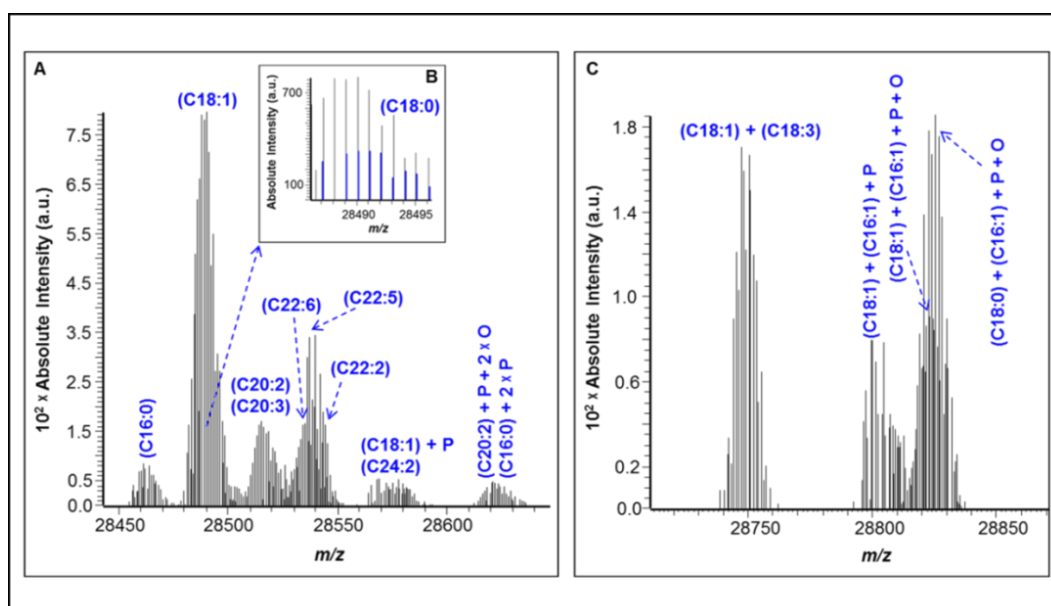 A
10² x Absolute Intensity (a.u.)
7.5
6.5
7.5
4.5
3.5
2.5
1.5
0.5
0.0
28450
28500
28550
28600
m/z
(C16:0)
(C18:1)
(C20:2)
(C20:3)
(C22:6)
(C22:5)
(C22:2)
(C18:1) + P
(C24:2)
(C20:2) + P + 2 x O
(C16:0) + 2 x P
B
Absolute Intensity (a.u.)
700
100
(C18:0)
28490
28495
m/z
C
10² x Absolute Intensity (a.u.)
1.8
1.4
1.0
0.6
0.2
0.0
28750
28800
28850
m/z
(C18:1) + (C18:3)
(C18:1) + (C16:1) + P
(C18:1) + (C16:1) + P + O
(C18:0) + (C16:1) + P + O